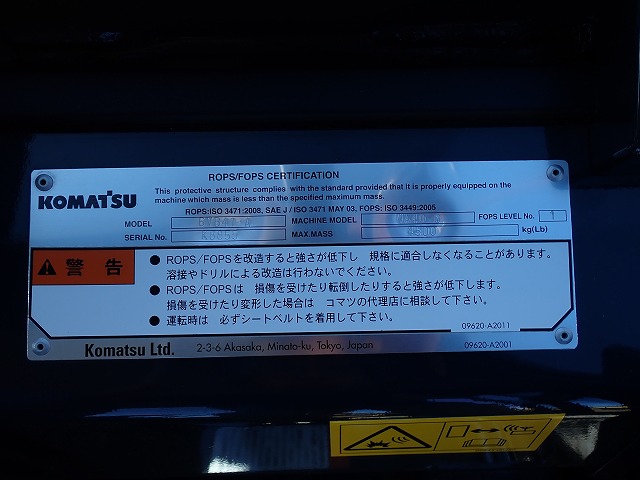 ROPS/FOPS CERTIFICATION
KOMATSU
This protective structure complies with the standard provided that it is properly equipped on the
machine which mass is less than the specified maximum mass.
ROPS:ISO 3471:2008, SAE J / ISO 3471 MAY 03, FOPS: ISO 3449:2005
MODEL MACHINE MODEL FOPS LEVEL No. 1
SERIAL No. MAX.MASS kg(Lb)
警告
● ROPS/FOPSを改造すると強さが低下し 規格に適合しなくなることがあります。
溶接やドリルによる改造は行わないでください。
● ROPS/FOPSは 損傷を受けたり転倒したりすると強さが低下します。
損傷を受けたり変形した場合は コマツの代理店に相談して下さい。
● 運転時は 必ずシートベルトを着用して下さい。
09620-A2011
Komatsu Ltd. 2-3-6 Akasaka, Minato-ku, Tokyo, Japan 09620-A2001